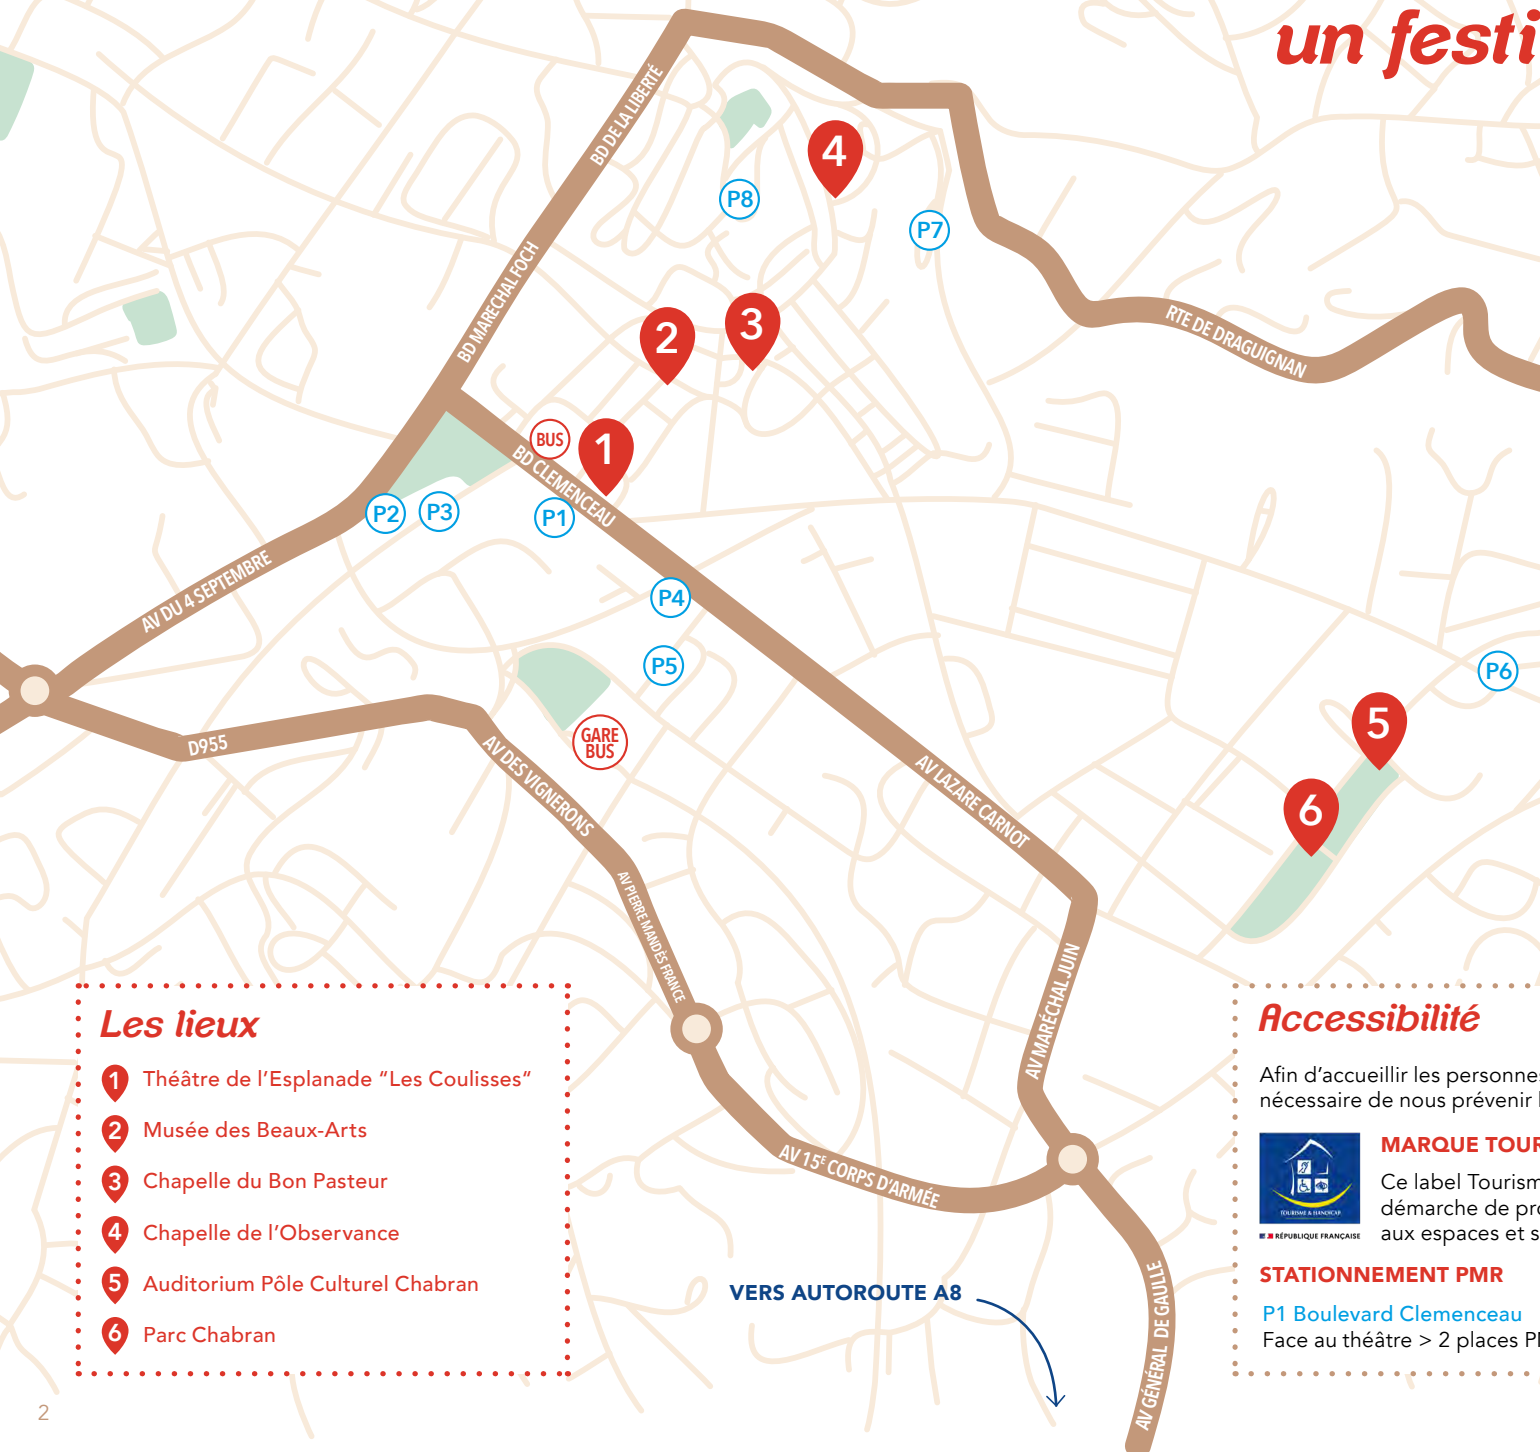 un festi
BD DE LA LIBERTÉ
4
P8
P7
BD MARECHAL FOCH
2
3
RTE DE DRAGUIGNAN
BUS
1
BD CLEMENCEAU
P2
P3
P1
AV DU 4 SEPTEMBRE
P4
P5
P6
5
GARE
BUS
D955
AV DES VIGNERONS
AV LAZARE CARNOT
6
AV PIERRE MANDÈS FRANCE
AV MARÉCHAL JUIN
AV 15E CORPS D'ARMÉE
AV GÉNÉRAL DE GAULLE
VERS AUTOROUTE A8
Les lieux
1 Théâtre de l'Esplanade "Les Coulisses"
2 Musée des Beaux-Arts
3 Chapelle du Bon Pasteur
4 Chapelle de l'Observance
5 Auditorium Pôle Culturel Chabran
6 Parc Chabran
Accessibilité
Afin d'accueillir les personnes
nécessaire de nous prévenir
TOURISME & HANDICAP
RÉPUBLIQUE FRANÇAISE
MARQUE TOUR
Ce label Tourism
démarche de pro
aux espaces et s
STATIONNEMENT PMR
P1 Boulevard Clemenceau
Face au théâtre > 2 places P
2